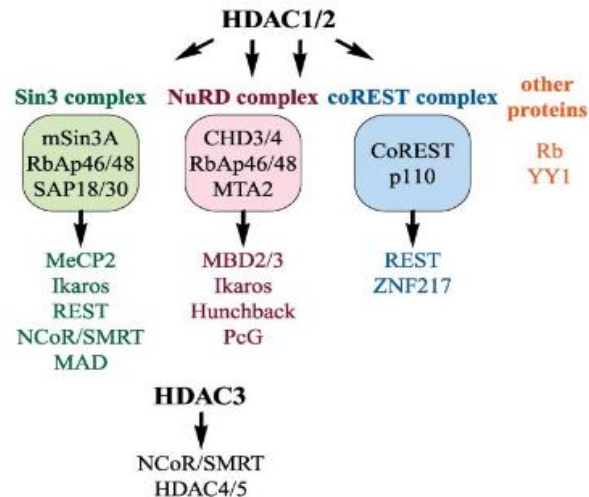 HDAC1/2
Sin3 complex
NuRD complex
coREST complex
other
proteins
mSin3A
RbAp46/48
SAP18/30
CHD3/4
RbAp46/48
MTA2
CoREST
p110
Rb
YY1
MeCP2
Ikaros
REST
NCoR/SMRT
MAD
MBD2/3
Ikaros
Hunchback
PcG
REST
ZNF217
HDAC3
NCoR/SMRT
HDAC4/5